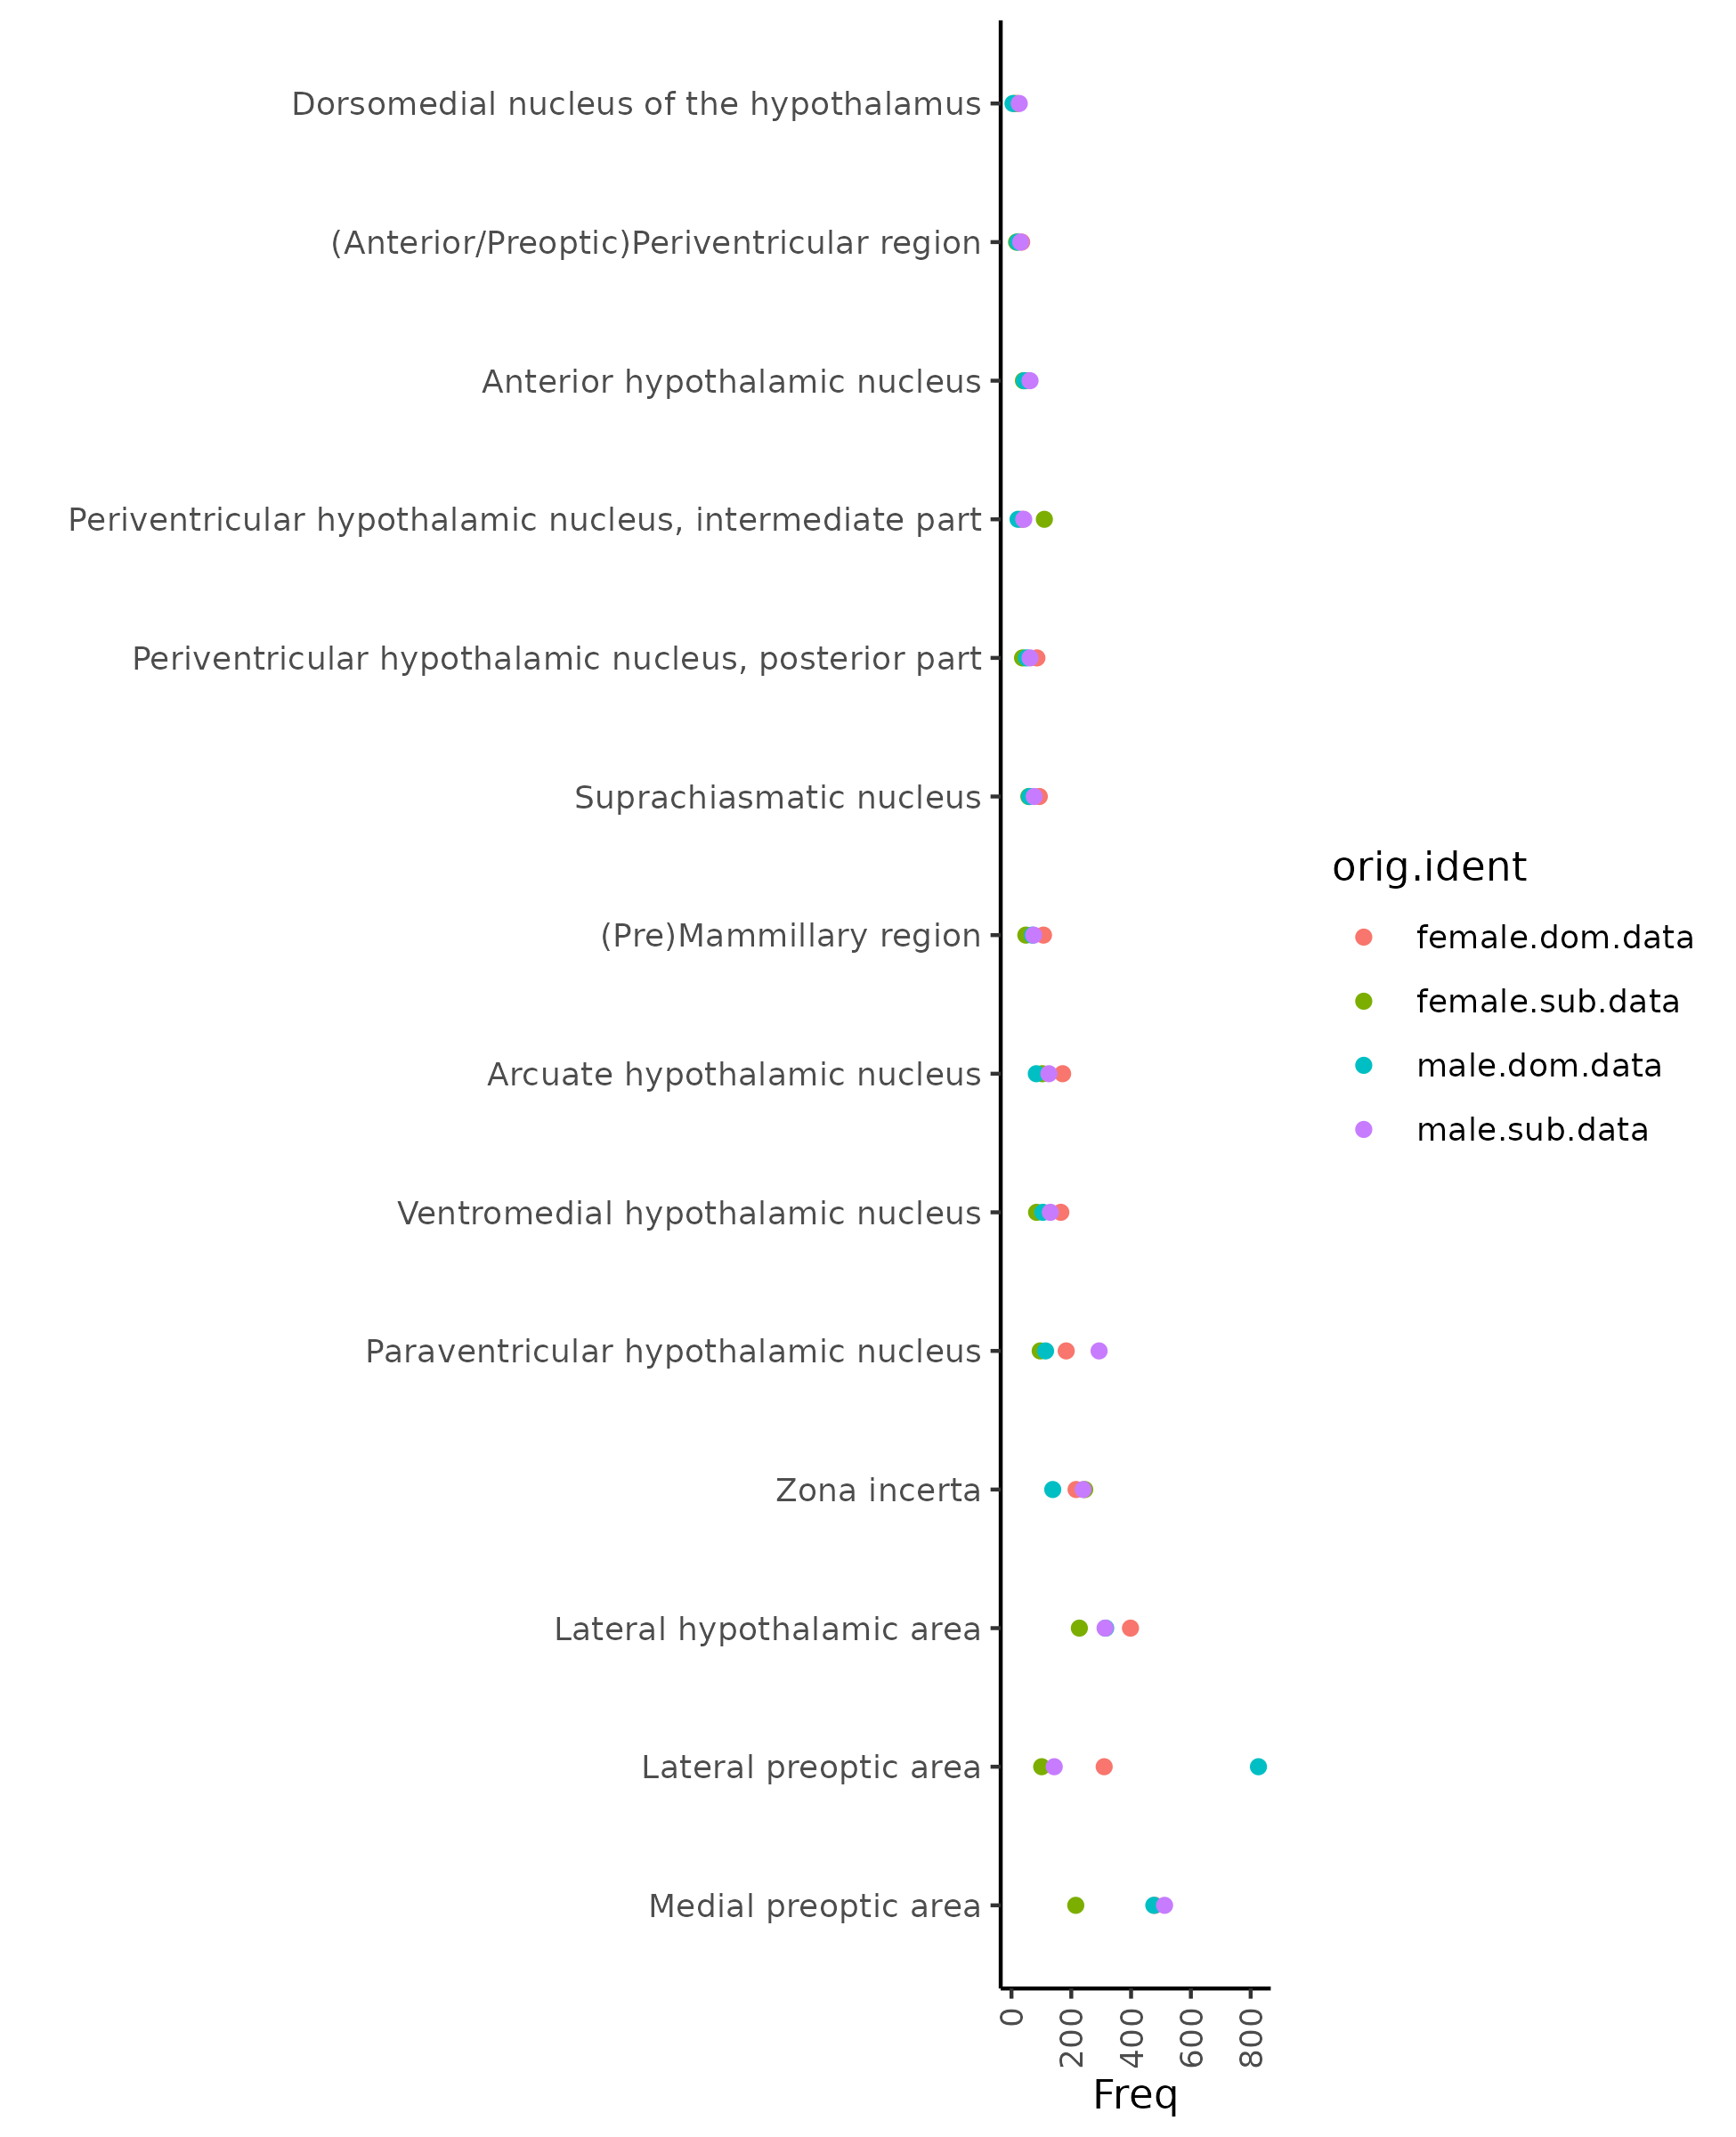 Dorsomedial nucleus of the hypothalamus
(Anterior/Preoptic)Periventricular region
Anterior hypothalamic nucleus
Periventricular hypothalamic nucleus, intermediate part
Periventricular hypothalamic nucleus, posterior part
Suprachiasmatic nucleus
(Pre)Mammillary region
Arcuate hypothalamic nucleus
Ventromedial hypothalamic nucleus
Paraventricular hypothalamic nucleus
Zona incerta
Lateral hypothalamic area
Lateral preoptic area
Medial preoptic area
0
200
400
600
800
Freq
orig.ident
female.dom.data
female.sub.data
male.dom.data
male.sub.data